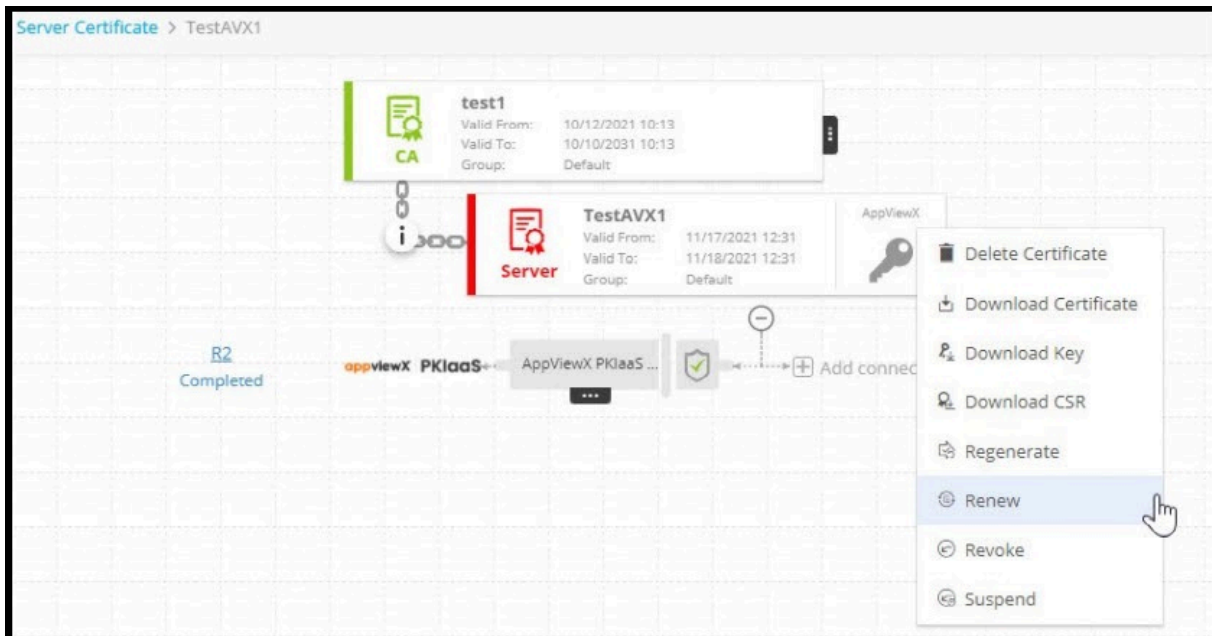 Server Certificate > TestAVX1
test1
Valid From: 10/12/2021 10:13
Valid To: 10/10/2031 10:13
Group: Default
CA
TestAVX1
Valid From: 11/17/2021 12:31
Valid To: 11/18/2021 12:31
Group: Default
Server
AppViewX
i
R2
Completed
appviewX PKIaaS
AppViewX PKIaaS ...
Add connec
Delete Certificate
Download Certificate
Download Key
Download CSR
Regenerate
Renew
Revoke
Suspend